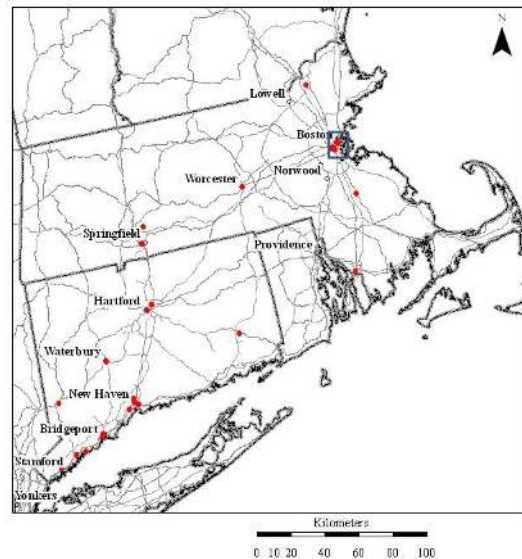 N
Lowell
Boston
Norwood
Worcester
Springfield
Providence
Hartford
Waterbury
New Haven
Bridgeport
Stamford
Yonkers
Kilometers
0 10 20 40 60 80 100